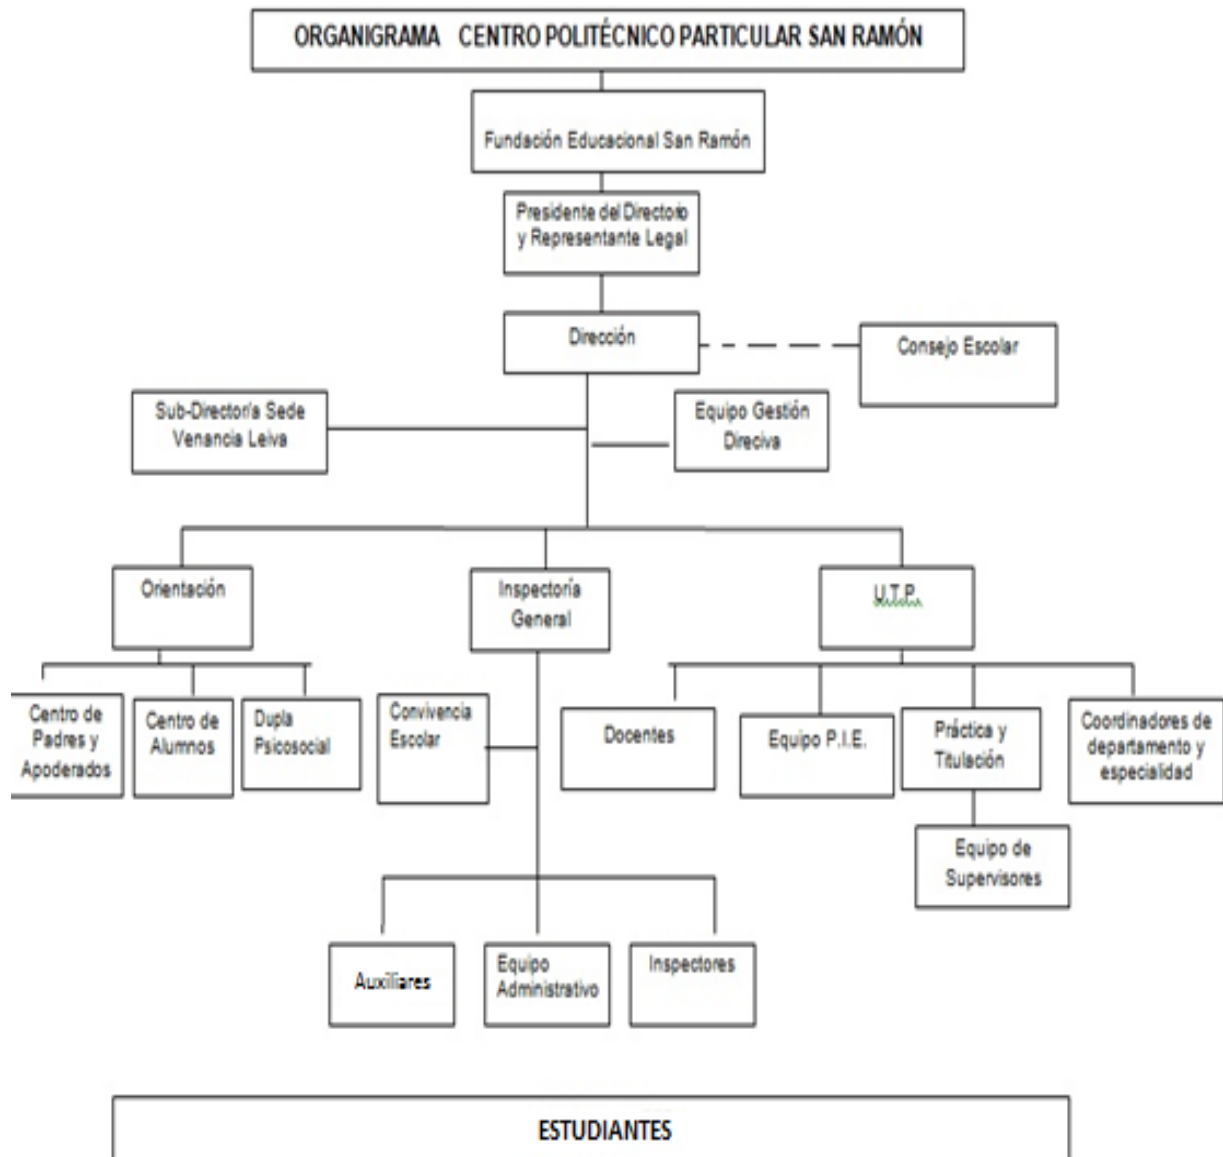 ORGANIGRAMA CENTRO POLITÉCNICO PARTICULAR SAN RAMÓN
Fundación Educacional San Ramón
Presidente del Directorio
y Representante Legal
Dirección
Consejo Escolar
Sub-Director/a Sede
Venancia Leiva
Equipo Gestión
Direciva
Orientación
Inspectoría
General
U.T.P.
Centro de
Padres y
Apoderados
Centro de
Alumnos
Dupla
Psicosocial
Convivencia
Escolar
Docentes
Equipo P.I.E.
Práctica y
Titulación
Coordinadores de
departamento y
especialidad
Equipo de
Supervisores
Auxiliares
Equipo
Administrativo
Inspectores
ESTUDIANTES